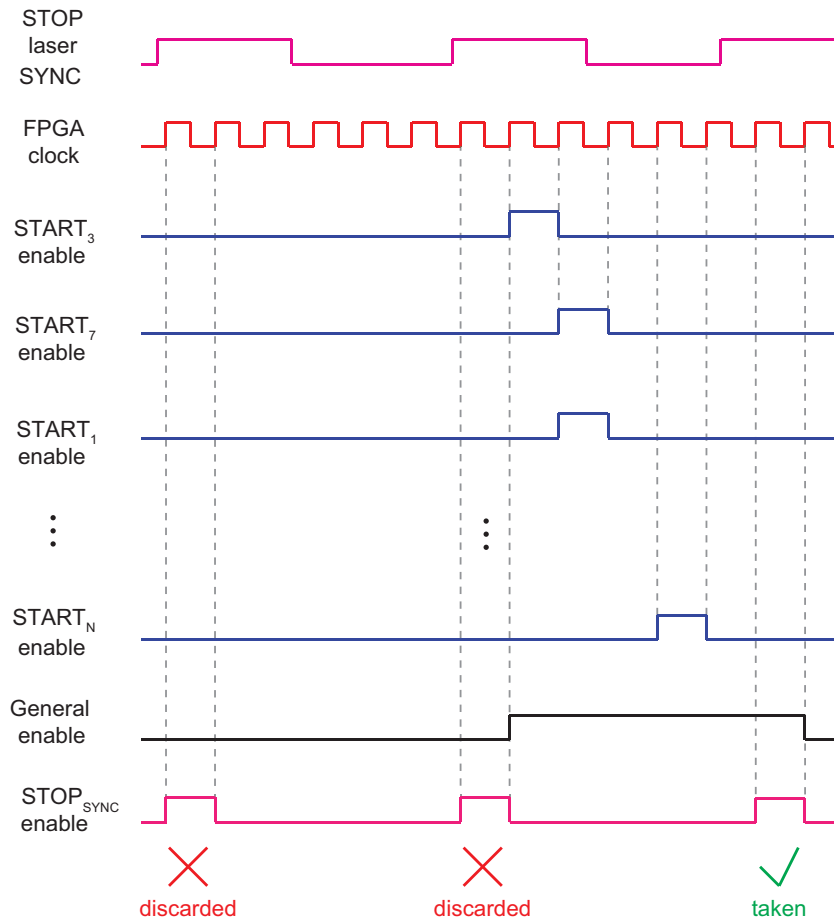 STOP
laser
SYNC
FPGA
clock
START3
enable
START7
enable
START1
enable
STARTN
enable
General
enable
STOPSYNC
enable
discarded
discarded
taken